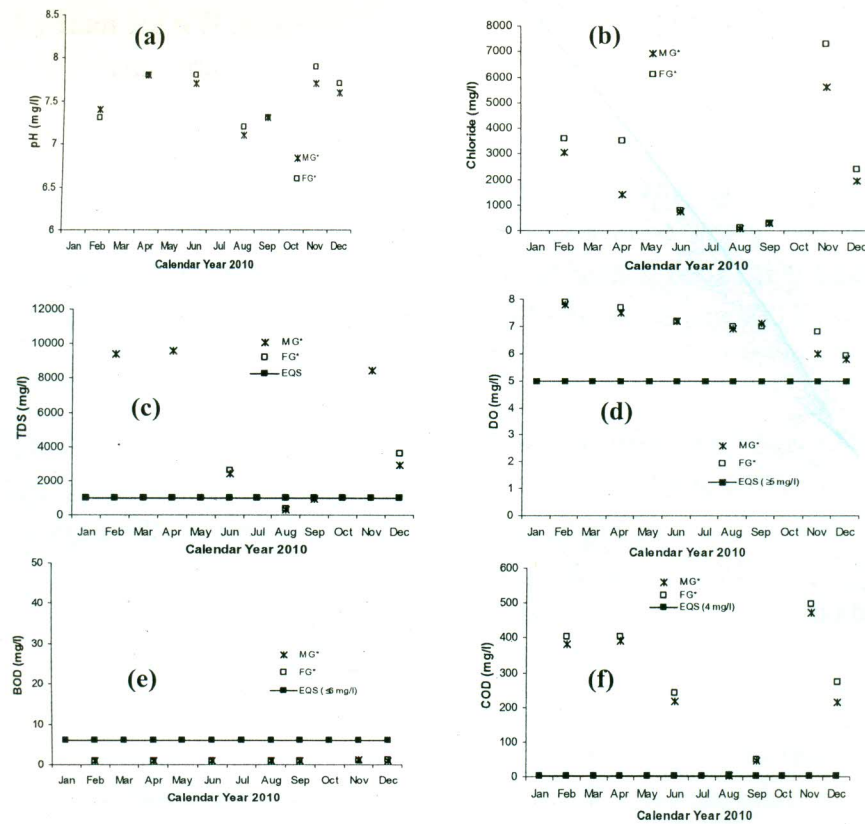 (a)
8.5
8
7.5
7
6.5
6
pH (mg/l)
MG*
FG*
Jan Feb Mar Apr May Jun Jul Aug Sep Oct Nov Dec
Calendar Year 2010
(b)
8000
7000
6000
5000
4000
3000
2000
1000
0
Chloride (mg/l)
MG*
FG*
Jan Feb Mar Apr May Jun Jul Aug Sep Oct Nov Dec
Calendar Year 2010
(c)
12000
10000
8000
6000
4000
2000
0
TDS (mg/l)
MG*
FG*
EQS
Jan Feb Mar Apr May Jun Jul Aug Sep Oct Nov Dec
Calendar Year 2010
(d)
8
7
6
5
4
3
2
1
0
DO (mg/l)
MG*
FG*
EQS (≥5 mg/l)
Jan Feb Mar Apr May Jun Jul Aug Sep Oct Nov Dec
Calendar Year 2010
(e)
50
40
30
20
10
0
BOD (mg/l)
MG*
FG*
EQS (≤6 mg/l)
Jan Feb Mar Apr May Jun Jul Aug Sep Oct Nov Dec
Calendar Year 2010
(f)
600
500
400
300
200
100
0
COD (mg/l)
MG*
FG*
EQS (4 mg/l)
Jan Feb Mar Apr May Jun Jul Aug Sep Oct Nov Dec
Calendar Year 2010